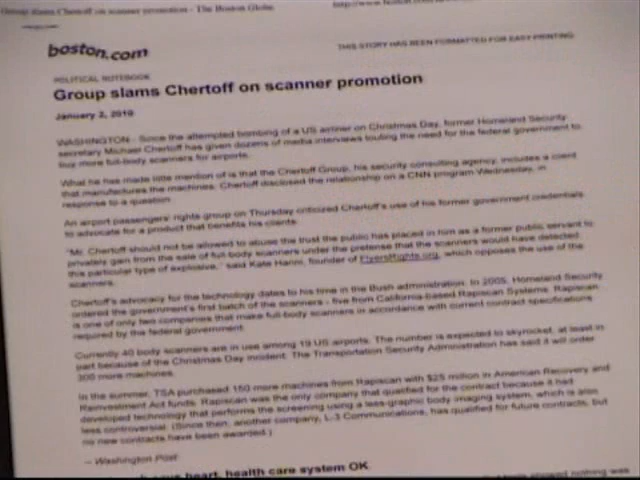 Group slams Chertoff on scanner promotion - The Boston Globe
boston.com
THIS STORY HAS BEEN FORMATTED FOR EASY PRINTING
POLITICAL NOTEBOOK
Group slams Chertoff on scanner promotion
January 2, 2010
WASHINGTON - Since the attempted bombing of a US airliner on Christmas Day, former Homeland Security
secretary Michael Chertoff has given dozens of media interviews touting the need for the federal government to
buy more full-body scanners for airports.
What he has made little mention of is that the Chertoff Group, his security consulting agency, includes a client
that manufactures the machines. Chertoff disclosed the relationship on a CNN program Wednesday, in
response to a question.
An airport passengers' rights group on Thursday criticized Chertoff's use of his former government credentials
to advocate for a product that benefits his clients.
"Mr. Chertoff should not be allowed to abuse the trust the public has placed in him as a former public servant to
privately gain from the sale of full-body scanners under the pretense that the scanners would have detected
this particular type of explosive," said Kate Hanni, founder of FlyersRights.org, which opposes the use of the
scanners.
Chertoff's advocacy for the technology dates to his time in the Bush administration. In 2005, Homeland Security
ordered the government's first batch of the scanners - five from California-based Rapiscan Systems. Rapiscan
is one of only two companies that make full-body scanners in accordance with current contract specifications
required by the federal government.
Currently 40 body scanners are in use among 19 US airports. The number is expected to skyrocket, at least in
part because of the Christmas Day incident. The Transportation Security Administration has said it will order
300 more machines.
In the summer, TSA purchased 150 more machines from Rapiscan with $25 million in American Recovery and
Reinvestment Act funds. Rapiscan was the only company that qualified for the contract because it had
developed technology that performs the screening using a less-graphic body imaging system, which is also
less controversial. (Since then, another company, L-3 Communications, has qualified for future contracts, but
no new contracts have been awarded.)
-- Washington Post
heart, health care system OK